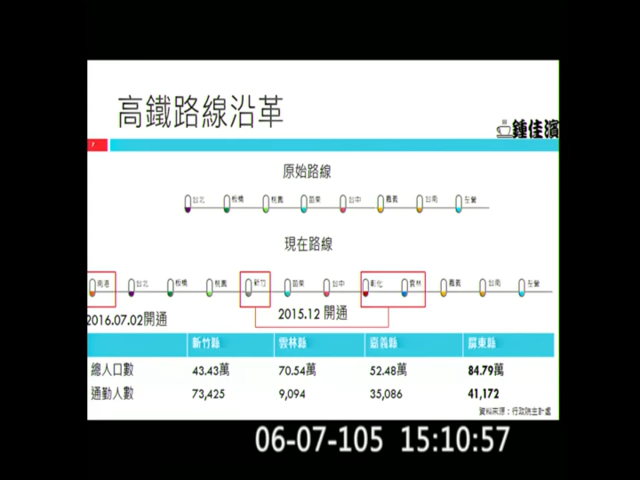 高鐵路線沿革
鍾佳濱
原始路線
台北 板橋 桃園 苗栗 台中 嘉義 台南 左營
現在路線
南港 台北 板橋 桃園 新竹 苗栗 台中 彰化 雲林 嘉義 台南 左營
2016.07.02開通
2015.12 開通
新竹縣 雲林縣 嘉義縣 屏東縣
總人口數 43.43萬 70.54萬 52.48萬 84.79萬
通勤人數 73,425 9,094 35,086 41,172
資料來源:行政院主計處
06-07-105 15:10:57